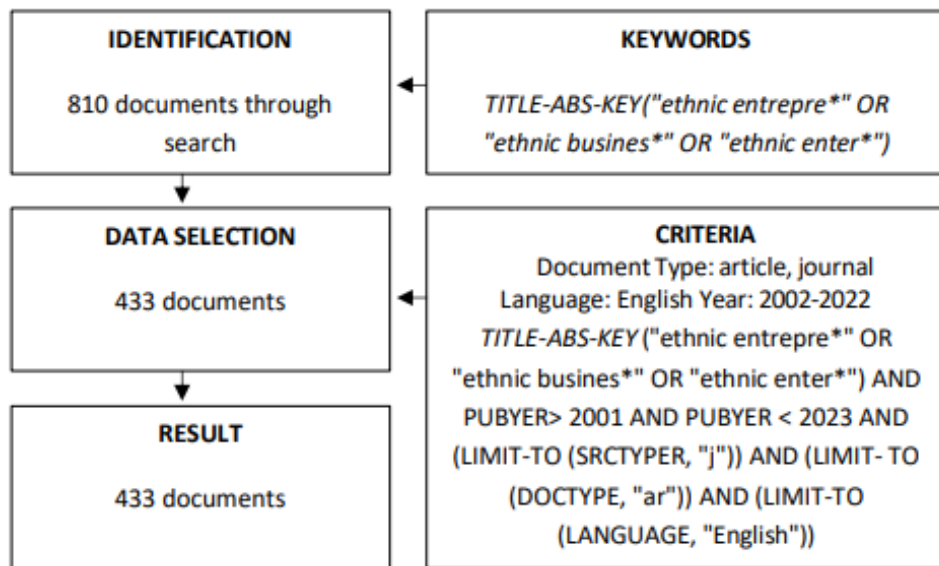 IDENTIFICATION
810 documents through
search
KEYWORDS
TITLE-ABS-KEY("ethnic entrepre*" OR
"ethnic busines*" OR "ethnic enter*")
DATA SELECTION
433 documents
CRITERIA
Document Type: article, journal
Language: English Year: 2002-2022
TITLE-ABS-KEY ("ethnic entrepre*" OR
"ethnic busines*" OR "ethnic enter*") AND
PUBYER> 2001 AND PUBYER < 2023 AND
(LIMIT-TO (SRCTYPER, "j")) AND (LIMIT- TO
(DOCTYPE, "ar")) AND (LIMIT-TO
(LANGUAGE, "English"))
RESULT
433 documents